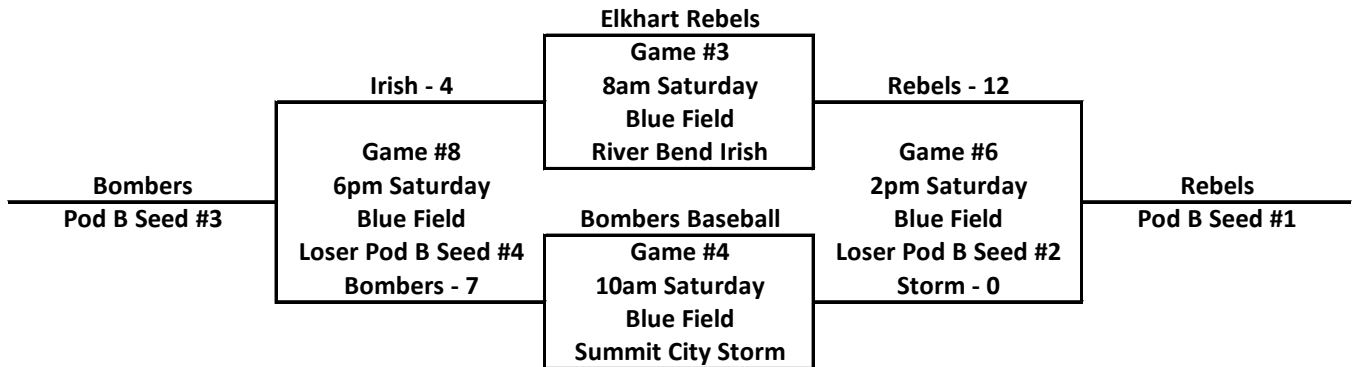 Elkhart Rebels
Game #3
8am Saturday
Blue Field
River Bend Irish
Irish - 4
Rebels - 12
Game #8
6pm Saturday
Blue Field
Loser Pod B Seed #4
Bombers - 7
Game #6
2pm Saturday
Blue Field
Loser Pod B Seed #2
Storm - 0
Bombers
Pod B Seed #3
Rebels
Pod B Seed #1
Bombers Baseball
Game #4
10am Saturday
Blue Field
Summit City Storm